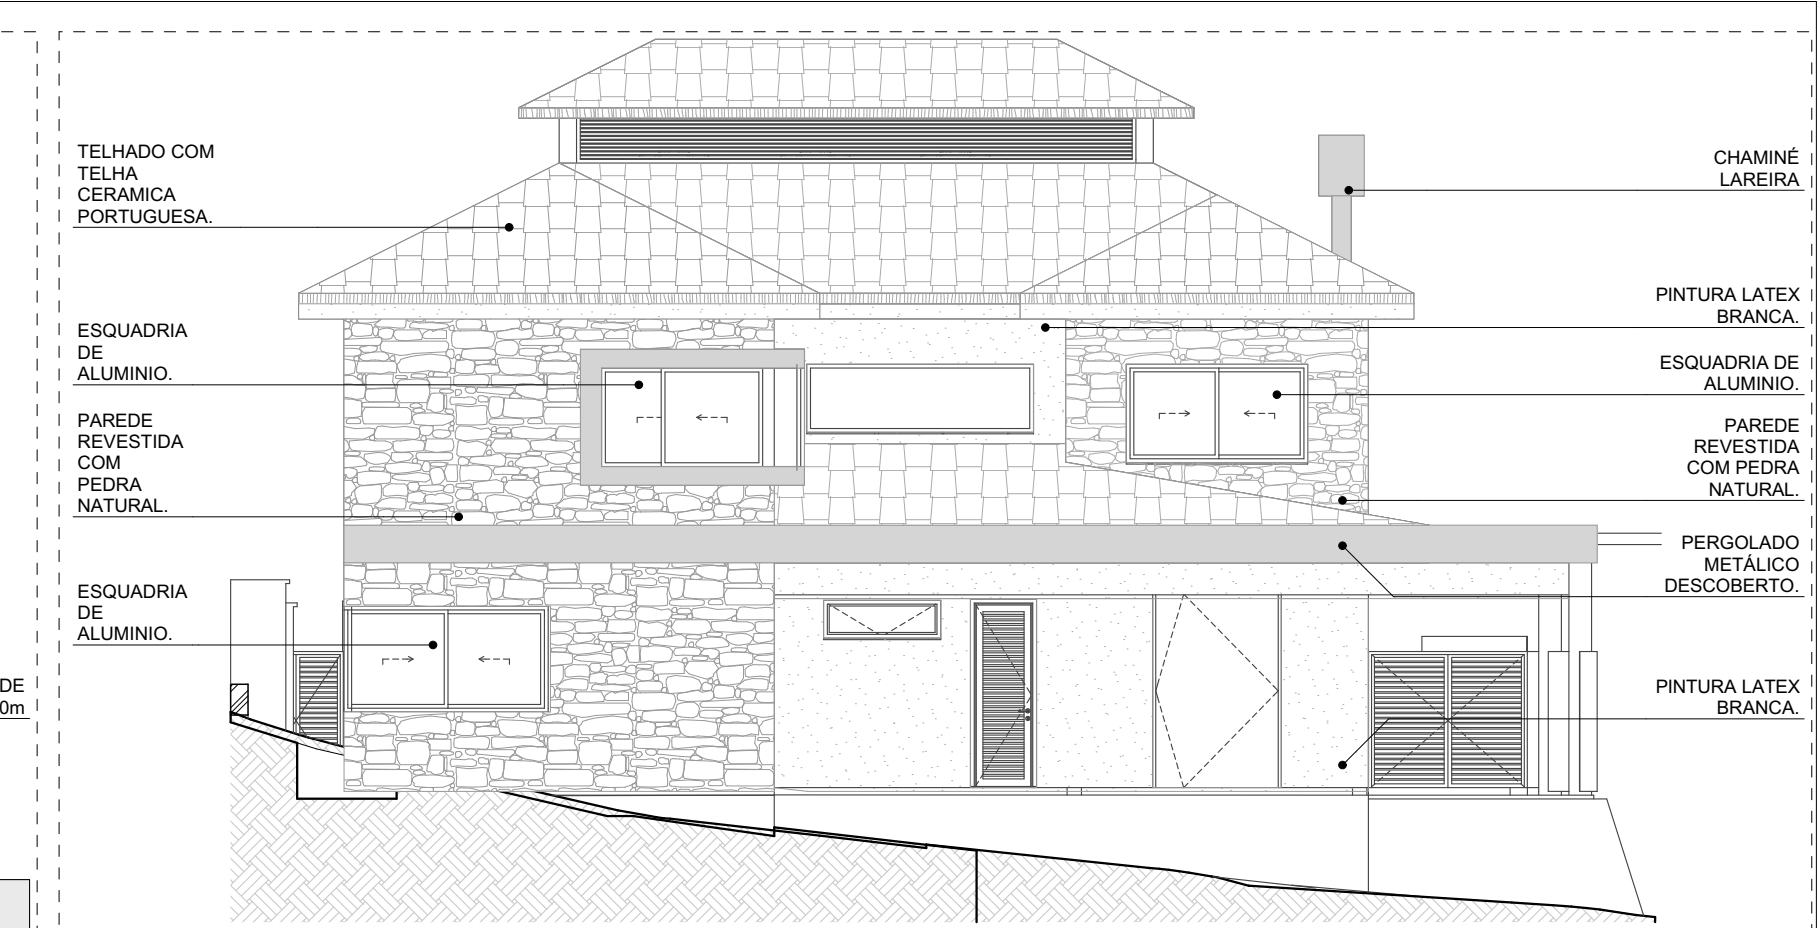 TELHADO COM
TELHA
CERAMICA
PORTUGUESA.
ESQUADRIA
DE
ALUMINIO.
PAREDE
REVESTIDA
COM
PEDRA
NATURAL.
ESQUADRIA
DE
ALUMINIO.
DE
0m
CHAMINÉ
LAREIRA
PINTURA LATEX
BRANCA.
ESQUADRIA DE
ALUMINIO.
PAREDE
REVESTIDA
COM PEDRA
NATURAL.
PERGOLADO
METÁLICO
DESCOBERTO.
PINTURA LATEX
BRANCA.